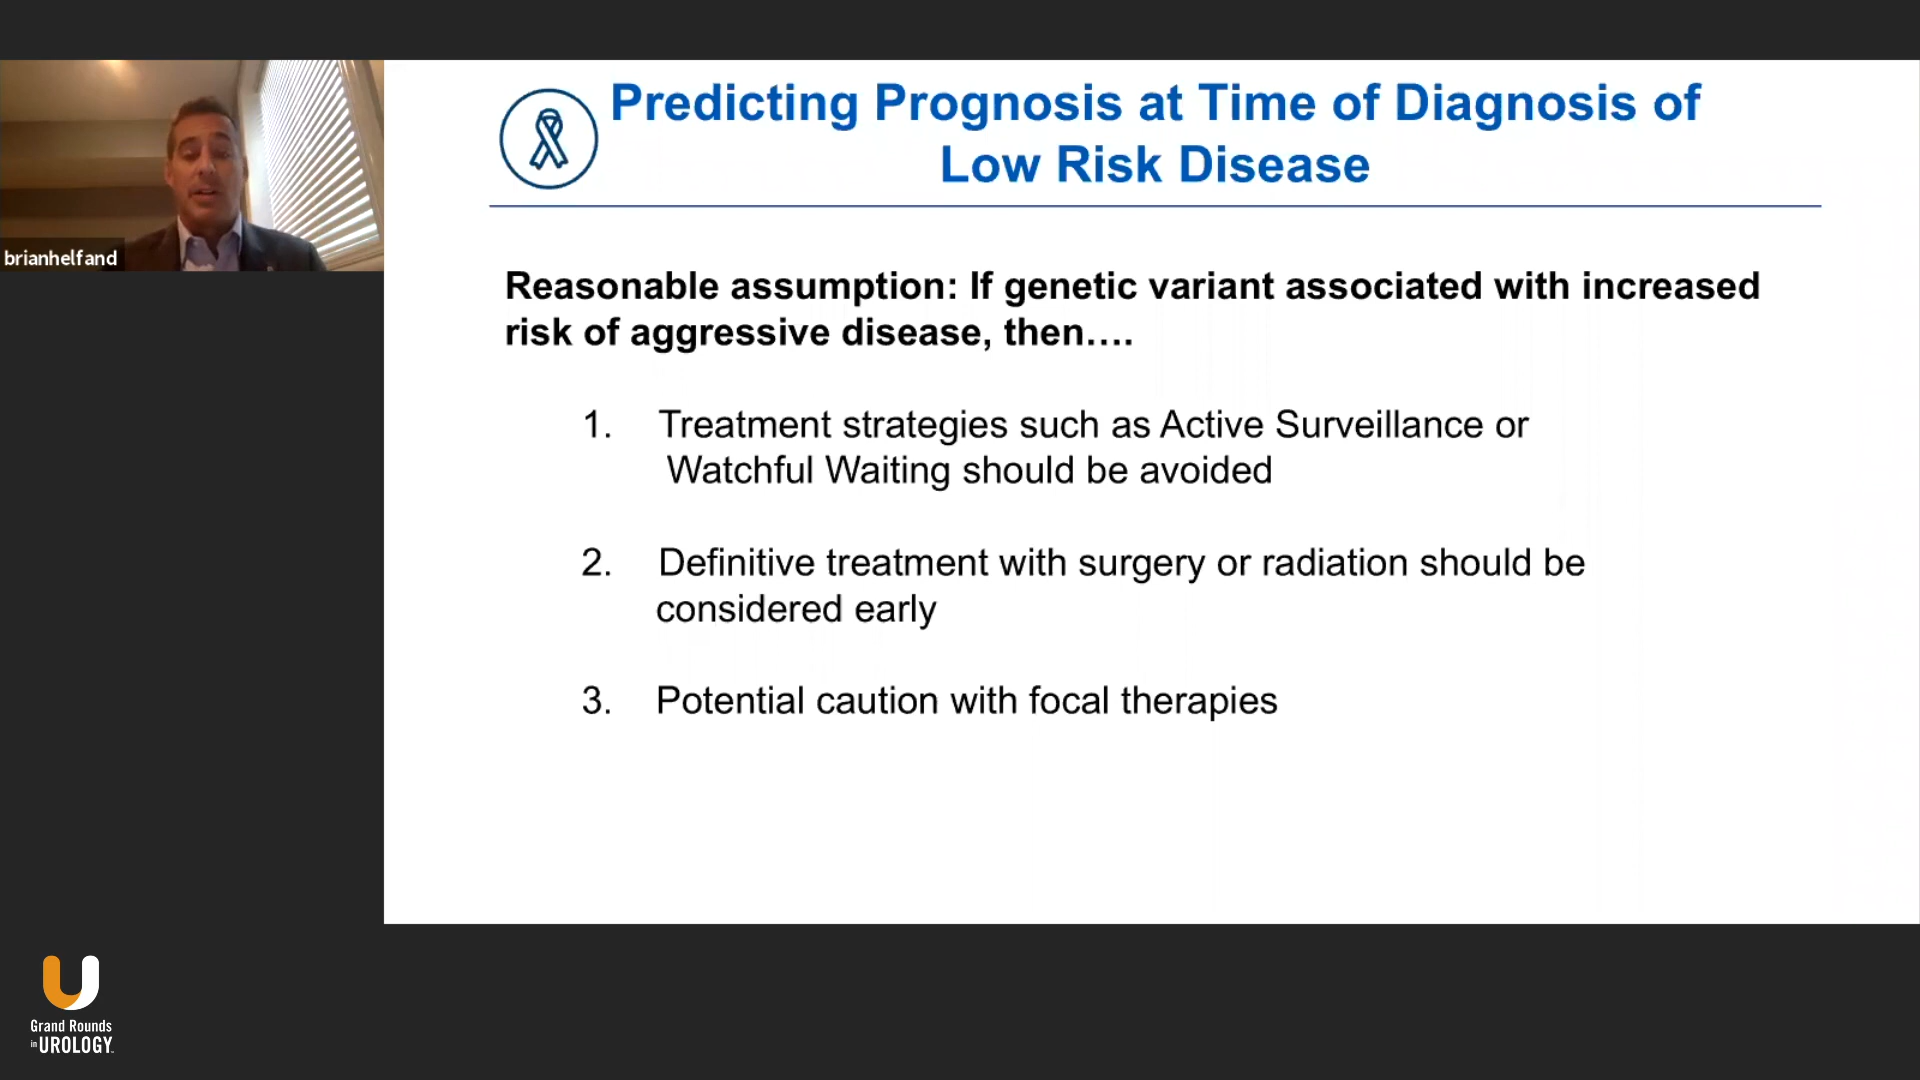 Predicting Prognosis at Time of Diagnosis of
Low Risk Disease
brianhelfand
Reasonable assumption: If genetic variant associated with increased
risk of aggressive disease, then....
1. Treatment strategies such as Active Surveillance or
Watchful Waiting should be avoided
2. Definitive treatment with surgery or radiation should be
considered early
3. Potential caution with focal therapies
Grand Rounds
in UROLOGY